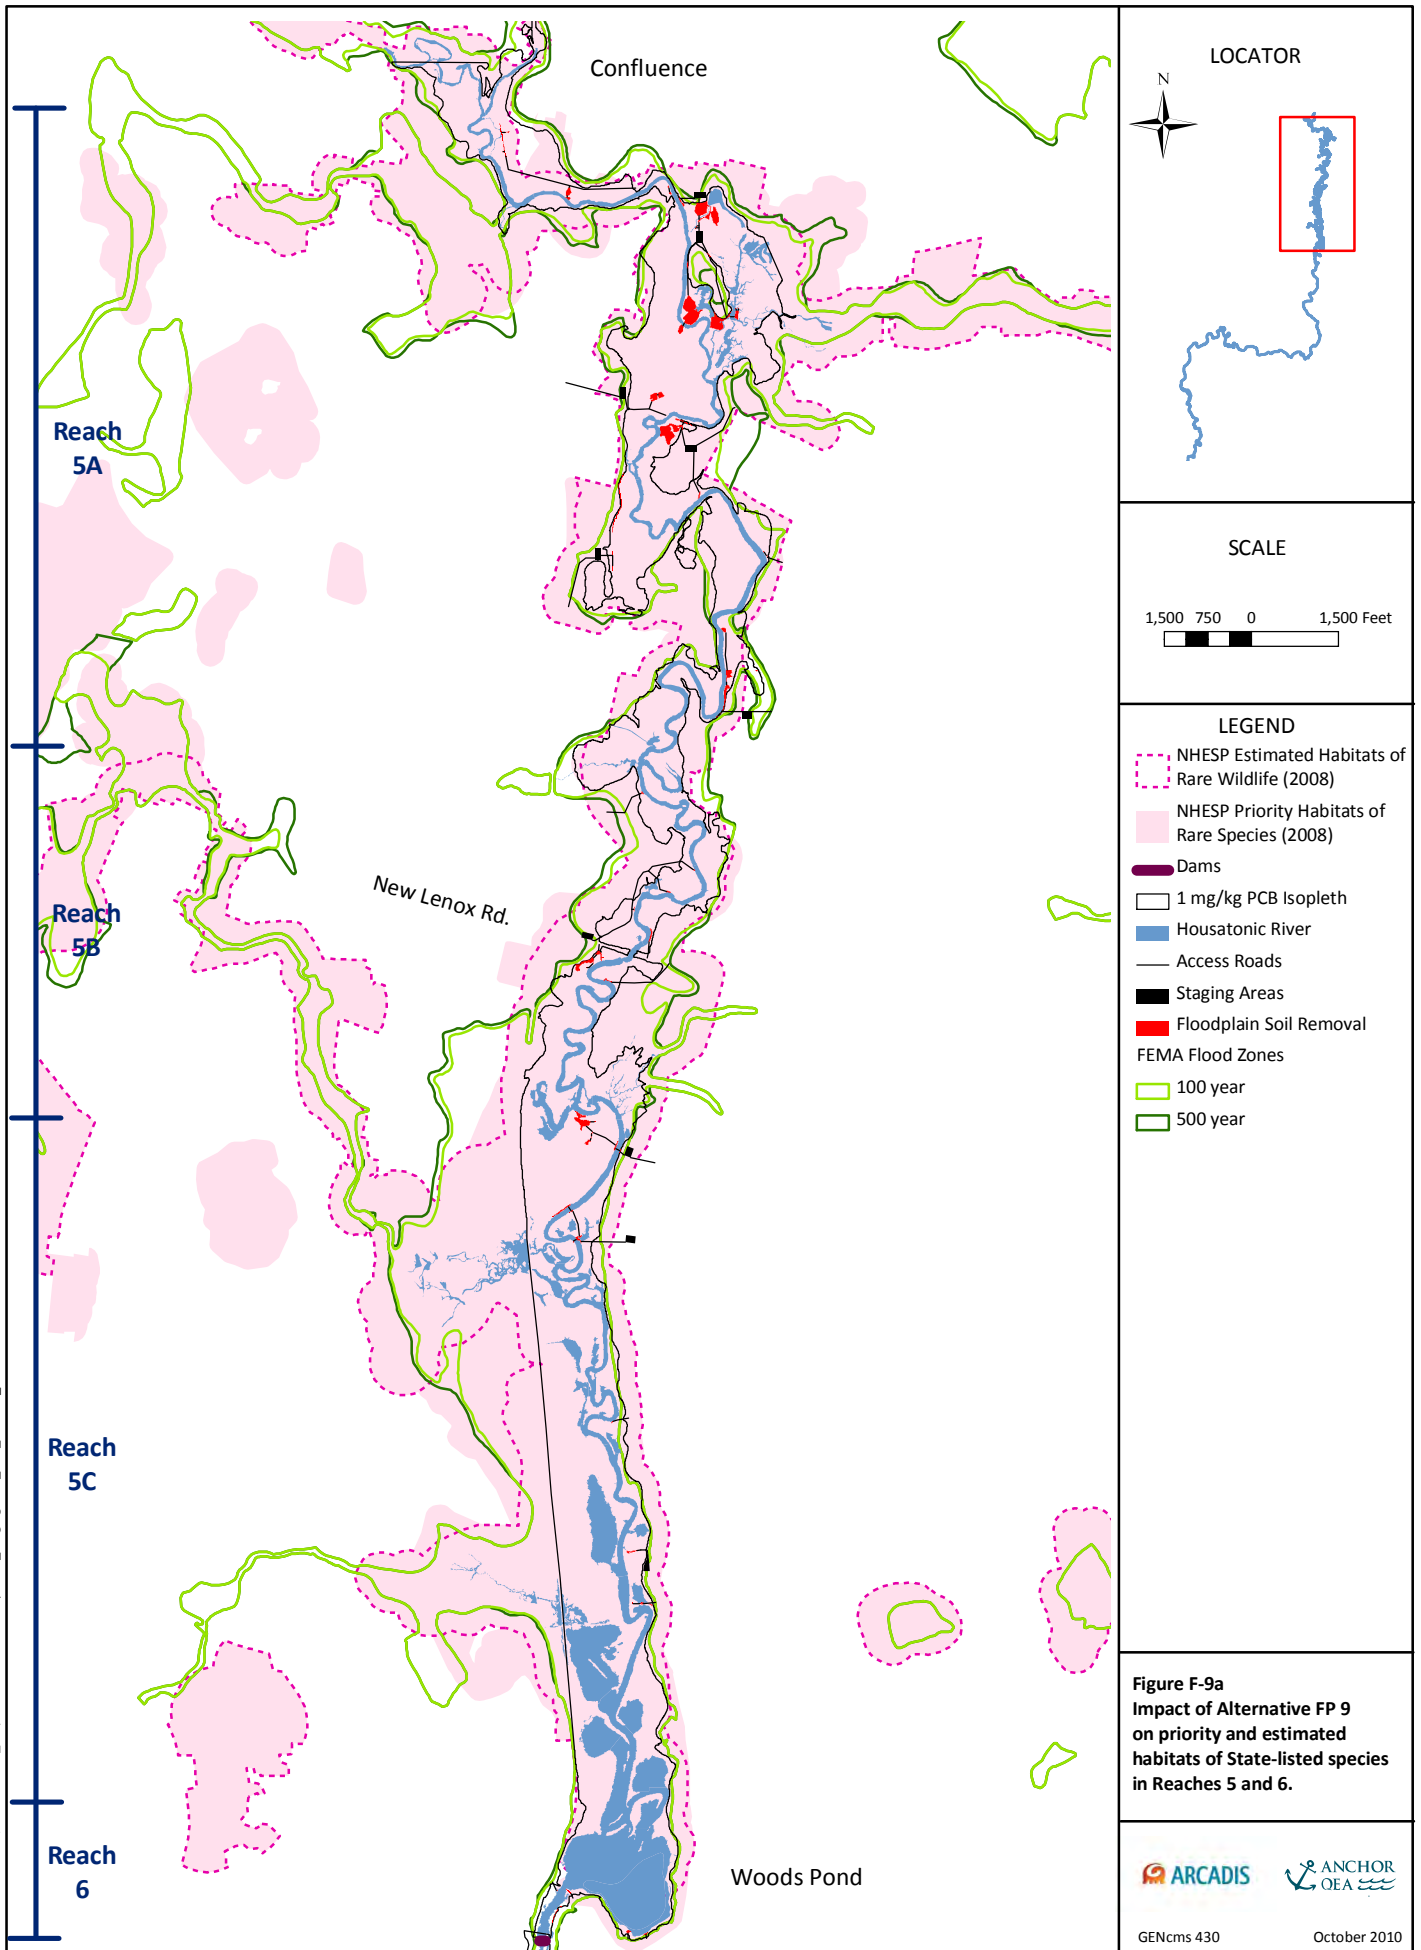 Confluence
Reach
5A
Reach
5B
New Lenox Rd.
Reach
5C
Reach
6
Woods Pond
LOCATOR
N
SCALE
1,500 750 0 1,500 Feet
LEGEND
NHESP Estimated Habitats of
Rare Wildlife (2008)
NHESP Priority Habitats of
Rare Species (2008)
Dams
1 mg/kg PCB Isopleth
Housatonic River
Access Roads
Staging Areas
Floodplain Soil Removal
FEMA Flood Zones
100 year
500 year
Figure F-9a
Impact of Alternative FP 9
on priority and estimated
habitats of State-listed species
in Reaches 5 and 6.
ARCADIS
ANCHOR
QEA
GENcms 430 October 2010